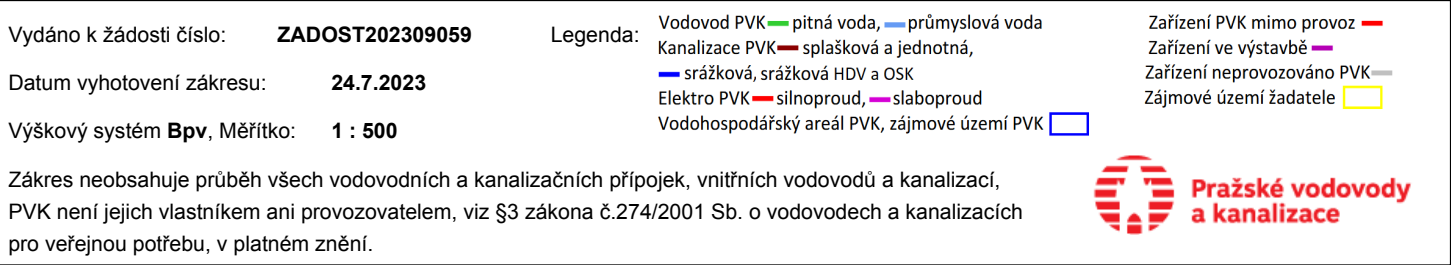 Vydáno k žádosti číslo: ZADOST202309059
Datum vyhotovení zákresu: 24.7.2023
Výškový systém Bpv, Měřítko: 1 : 500
Legenda:
Vodovod PVK pitná voda, průmyslová voda
Kanalizace PVK splašková a jednotná,
srážková, srážková HDV a OSK
Elektro PVK silnoproud, slaboproud
Vodohospodářský areál PVK, zájmové území PVK
Zařízení PVK mimo provoz
Zařízení ve výstavbě
Zařízení neprovozováno PVK
Zájmové území žadatele
Zákres neobsahuje průběh všech vodovodních a kanalizačních přípojek, vnitřních vodovodů a kanalizací,
PVK není jejich vlastníkem ani provozovatelem, viz §3 zákona č.274/2001 Sb. o vodovodech a kanalizacích
pro veřejnou potřebu, v platném znění.
Pražské vodovody
a kanalizace